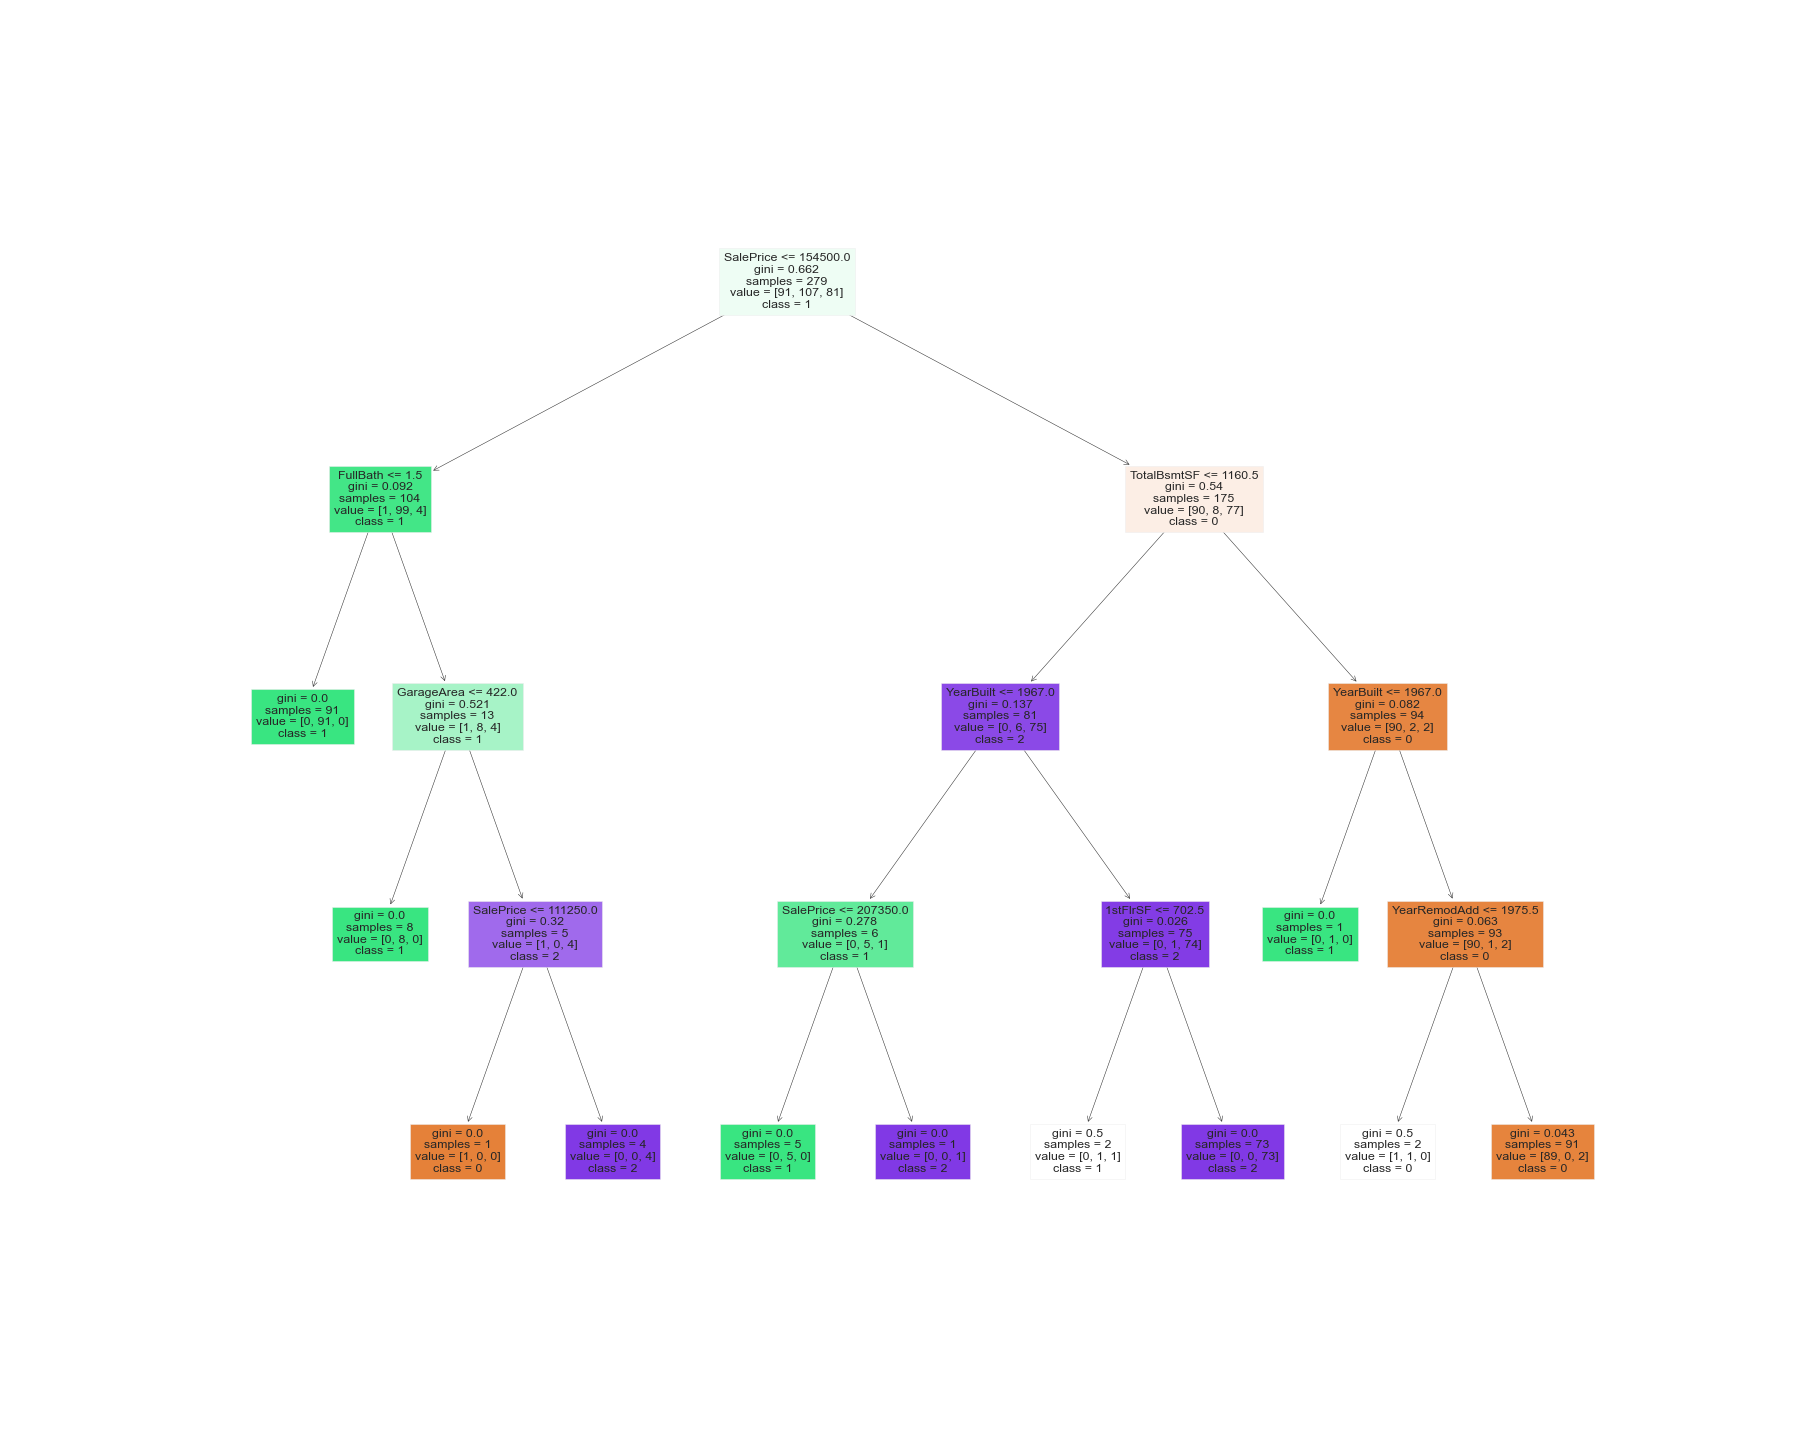 SalePrice <= 154500.0
gini = 0.662
samples = 279
value = [91, 107, 81]
class = 1
FullBath <= 1.5
gini = 0.092
samples = 104
value = [1, 99, 4]
class = 1
TotalBsmtSF <= 1160.5
gini = 0.54
samples = 175
value = [90, 8, 77]
class = 0
gini = 0.0
samples = 91
value = [0, 91, 0]
class = 1
GarageArea <= 422.0
gini = 0.521
samples = 13
value = [1, 8, 4]
class = 1
YearBuilt <= 1967.0
gini = 0.137
samples = 81
value = [0, 6, 75]
class = 2
YearBuilt <= 1967.0
gini = 0.082
samples = 94
value = [90, 2, 2]
class = 0
gini = 0.0
samples = 8
value = [0, 8, 0]
class = 1
SalePrice <= 111250.0
gini = 0.32
samples = 5
value = [1, 0, 4]
class = 2
SalePrice <= 207350.0
gini = 0.278
samples = 6
value = [0, 5, 1]
class = 1
1stFlrSF <= 702.5
gini = 0.026
samples = 75
value = [0, 1, 74]
class = 2
gini = 0.0
samples = 1
value = [0, 1, 0]
class = 1
YearRemodAdd <= 1975.5
gini = 0.063
samples = 93
value = [90, 1, 2]
class = 0
gini = 0.0
samples = 1
value = [1, 0, 0]
class = 0
gini = 0.0
samples = 4
value = [0, 0, 4]
class = 2
gini = 0.0
samples = 5
value = [0, 5, 0]
class = 1
gini = 0.0
samples = 1
value = [0, 0, 1]
class = 2
gini = 0.5
samples = 2
value = [0, 1, 1]
class = 1
gini = 0.0
samples = 73
value = [0, 0, 73]
class = 2
gini = 0.5
samples = 2
value = [1, 1, 0]
class = 0
gini = 0.043
samples = 91
value = [89, 0, 2]
class = 0